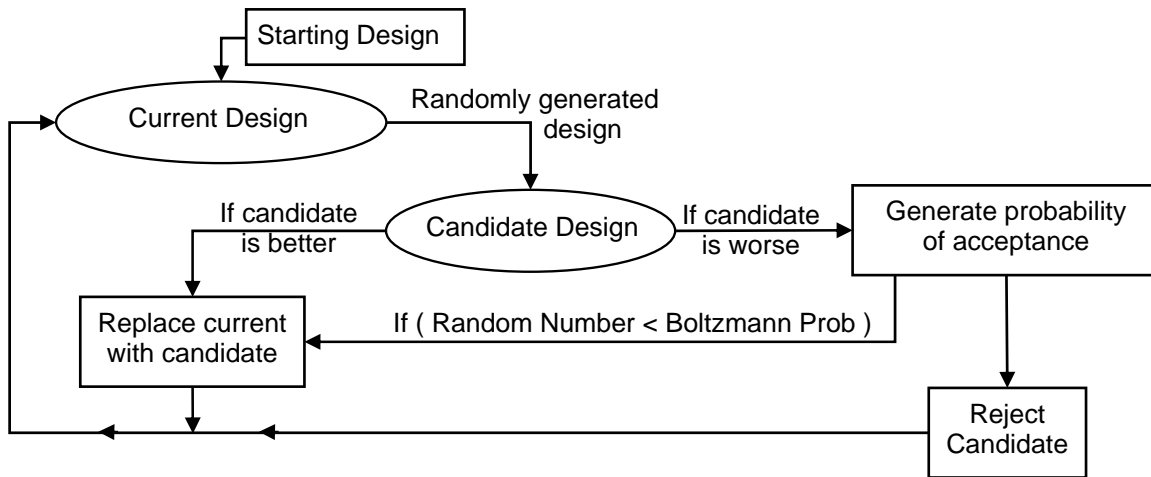 Starting Design
Current Design
Randomly generated
design
If candidate
is better
Candidate Design
If candidate
is worse
Generate probability
of acceptance
Replace current
with candidate
If ( Random Number < Boltzmann Prob )
Reject
Candidate